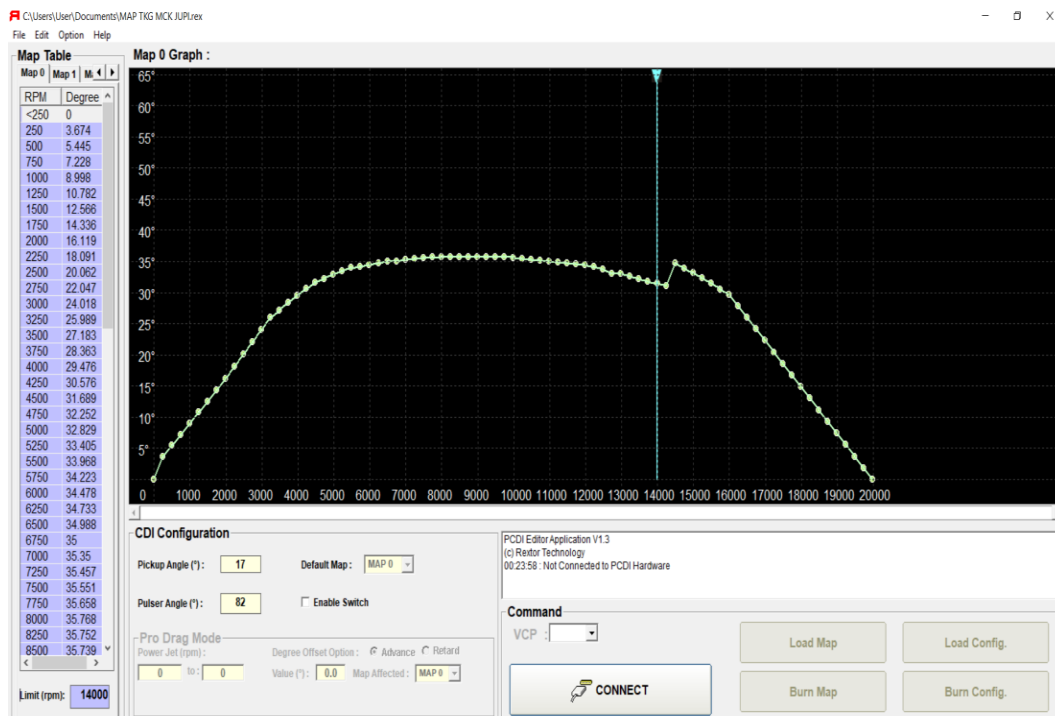 C:\Users\User\Documents\MAP TKG MCK JUPI.rex
File Edit Option Help
Map Table
Map 0 Map 1 M
RPM Degree
<250 0
250 3.674
500 5.445
750 7.228
1000 8.998
1250 10.782
1500 12.566
1750 14.336
2000 16.119
2250 18.091
2500 20.062
2750 22.047
3000 24.018
3250 25.989
3500 27.183
3750 28.363
4000 29.476
4250 30.576
4500 31.689
4750 32.252
5000 32.829
5250 33.405
5500 33.968
5750 34.223
6000 34.478
6250 34.733
6500 34.988
6750 35
7000 35.35
7250 35.457
7500 35.551
7750 35.658
8000 35.768
8250 35.752
8500 35.739
Limit (rpm): 14000
Map 0 Graph :
65°
60°
55°
50°
45°
40°
35°
30°
25°
20°
15°
10°
5°
0 1000 2000 3000 4000 5000 6000 7000 8000 9000 10000 11000 12000 13000 14000 15000 16000 17000 18000 19000 20000
CDI Configuration
Pickup Angle (°) : 17 Default Map : MAP 0
Pulser Angle (°) : 82 Enable Switch
Pro Drag Mode
Power Jet (rpm) : Degree Offset Option : Advance Retard
0 to : 0 Value (°) : 0.0 Map Affected : MAP 0
PCDI Editor Application V1.3
(c) Rextor Technology
00:23:58 : Not Connected to PCDI Hardware
Command
VCP :
CONNECT
Load Map Load Config.
Burn Map Burn Config.